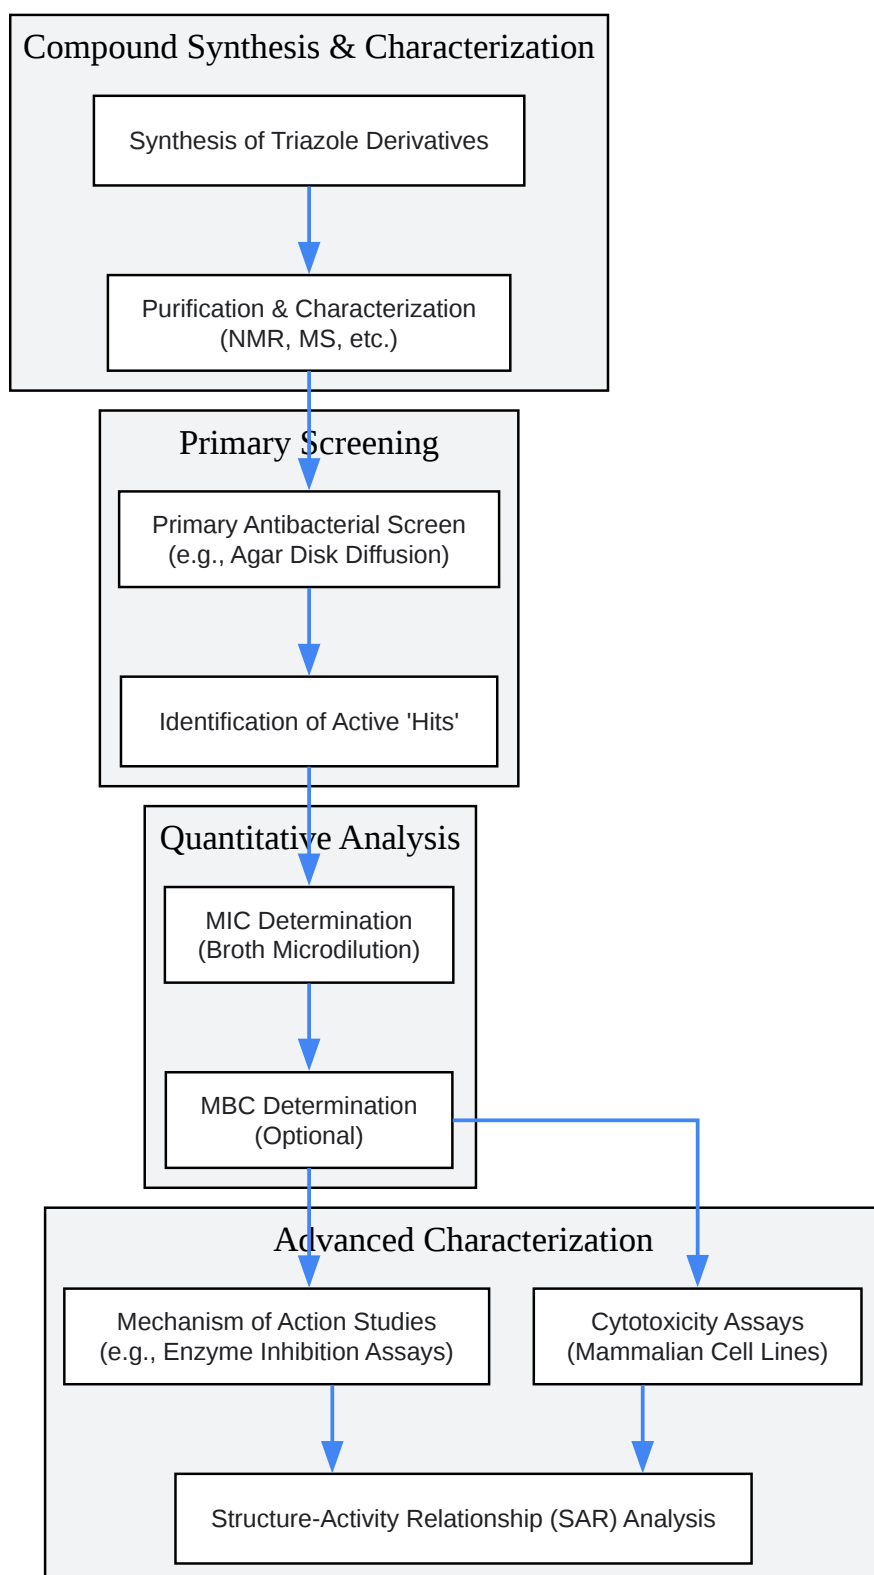 Compound Synthesis & Characterization
Synthesis of Triazole Derivatives
Purification & Characterization
(NMR, MS, etc.)
Primary Screening
Primary Antibacterial Screen
(e.g., Agar Disk Diffusion)
Identification of Active 'Hits'
Quantitative Analysis
MIC Determination
(Broth Microdilution)
MBC Determination
(Optional)
Advanced Characterization
Mechanism of Action Studies
(e.g., Enzyme Inhibition Assays)
Cytotoxicity Assays
(Mammalian Cell Lines)
Structure-Activity Relationship (SAR) Analysis